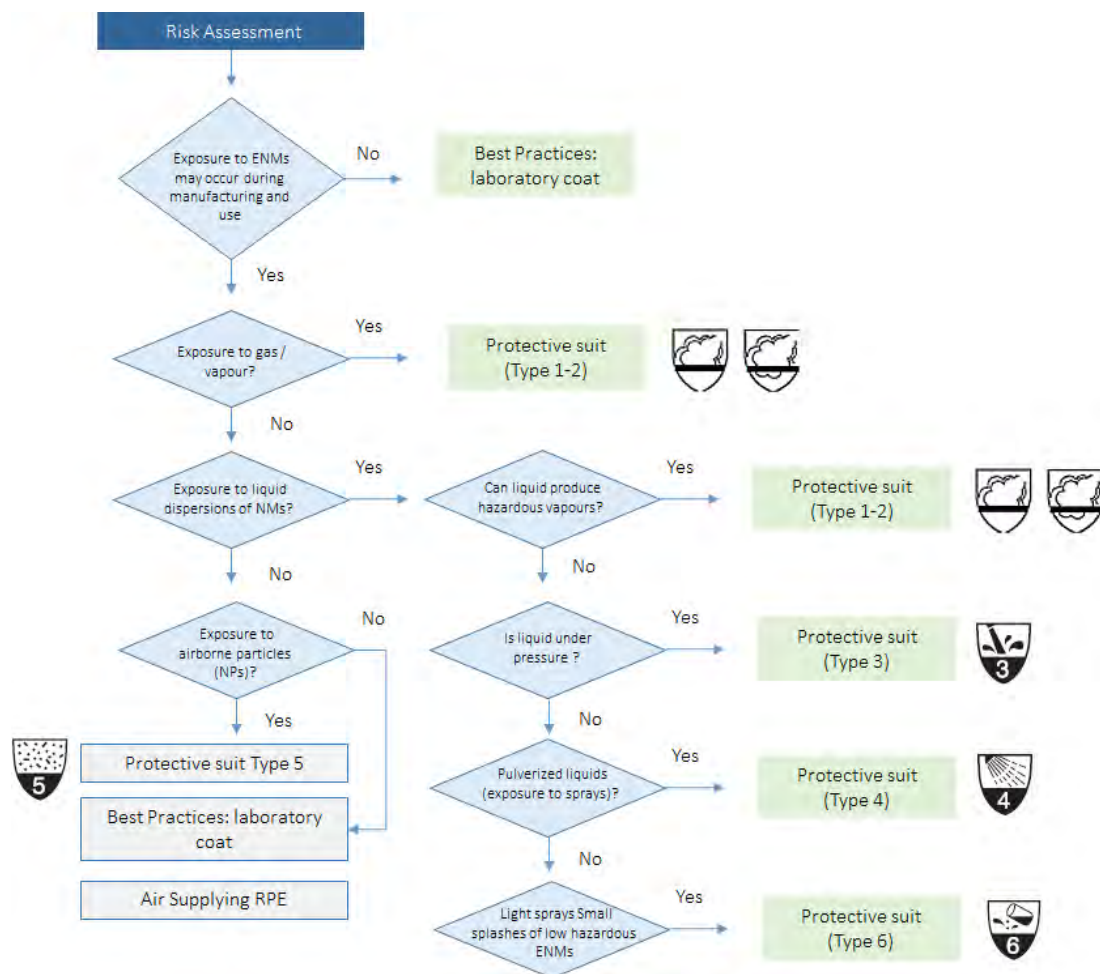 Risk Assessment
Exposure to ENMs
may occur during
manufacturing and
use
No
Best Practices:
laboratory coat
Yes
Exposure to gas /
vapour?
Yes
Protective suit
(Type 1-2)
No
Exposure to liquid
dispersions of NMs?
Yes
Can liquid produce
hazardous vapours?
Yes
Protective suit
(Type 1-2)
No
No
Exposure to
airborne particles
(NPs)?
No
Is liquid under
pressure ?
Yes
Protective suit
(Type 3)
3
Yes
No
5
Protective suit Type 5
Best Practices: laboratory
coat
Air Supplying RPE
Pulverized liquids
(exposure to sprays)?
Yes
Protective suit
(Type 4)
4
No
Light sprays Small
splashes of low hazardous
ENMs
Yes
Protective suit
(Type 6)
6